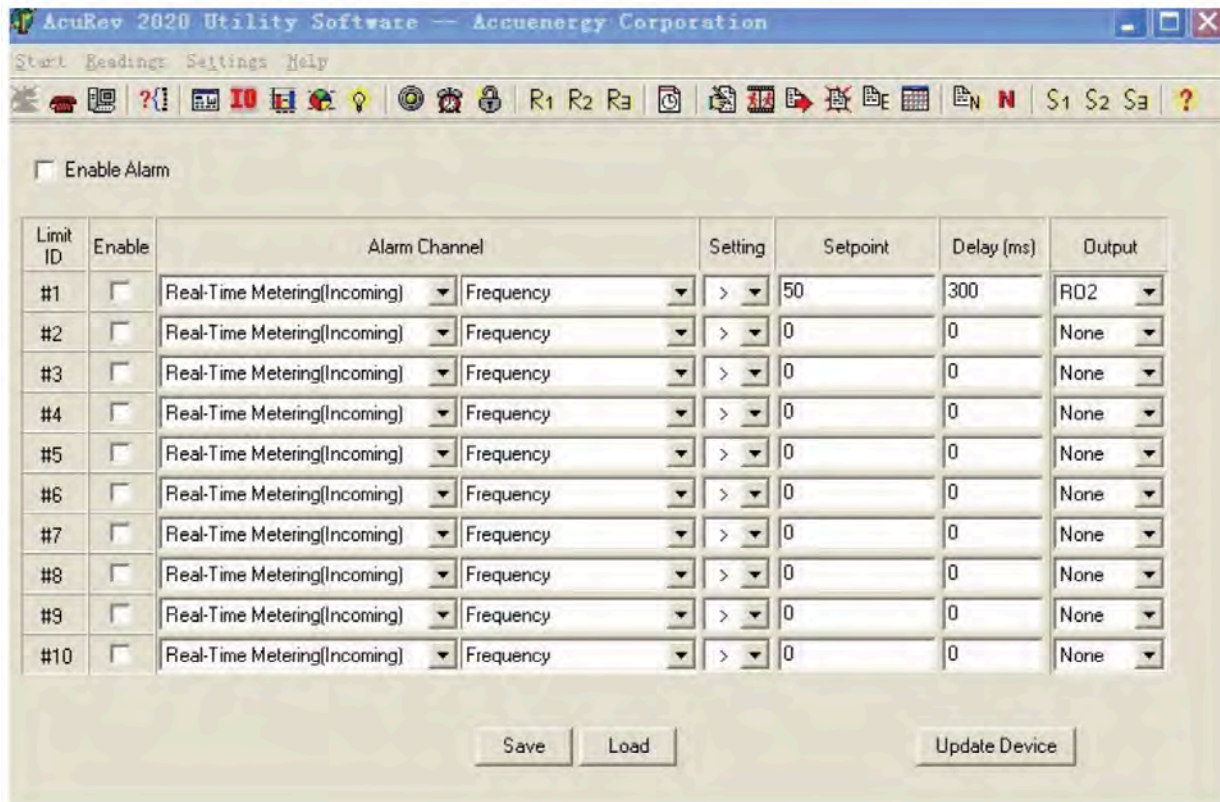 AcuRev 2020 Utility Software -- Accuenergy Corporation
Start Readings Settings Help
?{} IO R1 R2 R3 E N N S1 S2 S3 ?
Enable Alarm
Limit ID Enable Alarm Channel Setting Setpoint Delay (ms) Output
#1 Real-Time Metering(Incoming) Frequency > 50 300 RO2
#2 Real-Time Metering(Incoming) Frequency > 0 0 None
#3 Real-Time Metering(Incoming) Frequency > 0 0 None
#4 Real-Time Metering(Incoming) Frequency > 0 0 None
#5 Real-Time Metering(Incoming) Frequency > 0 0 None
#6 Real-Time Metering(Incoming) Frequency > 0 0 None
#7 Real-Time Metering(Incoming) Frequency > 0 0 None
#8 Real-Time Metering(Incoming) Frequency > 0 0 None
#9 Real-Time Metering(Incoming) Frequency > 0 0 None
#10 Real-Time Metering(Incoming) Frequency > 0 0 None
Save Load Update Device